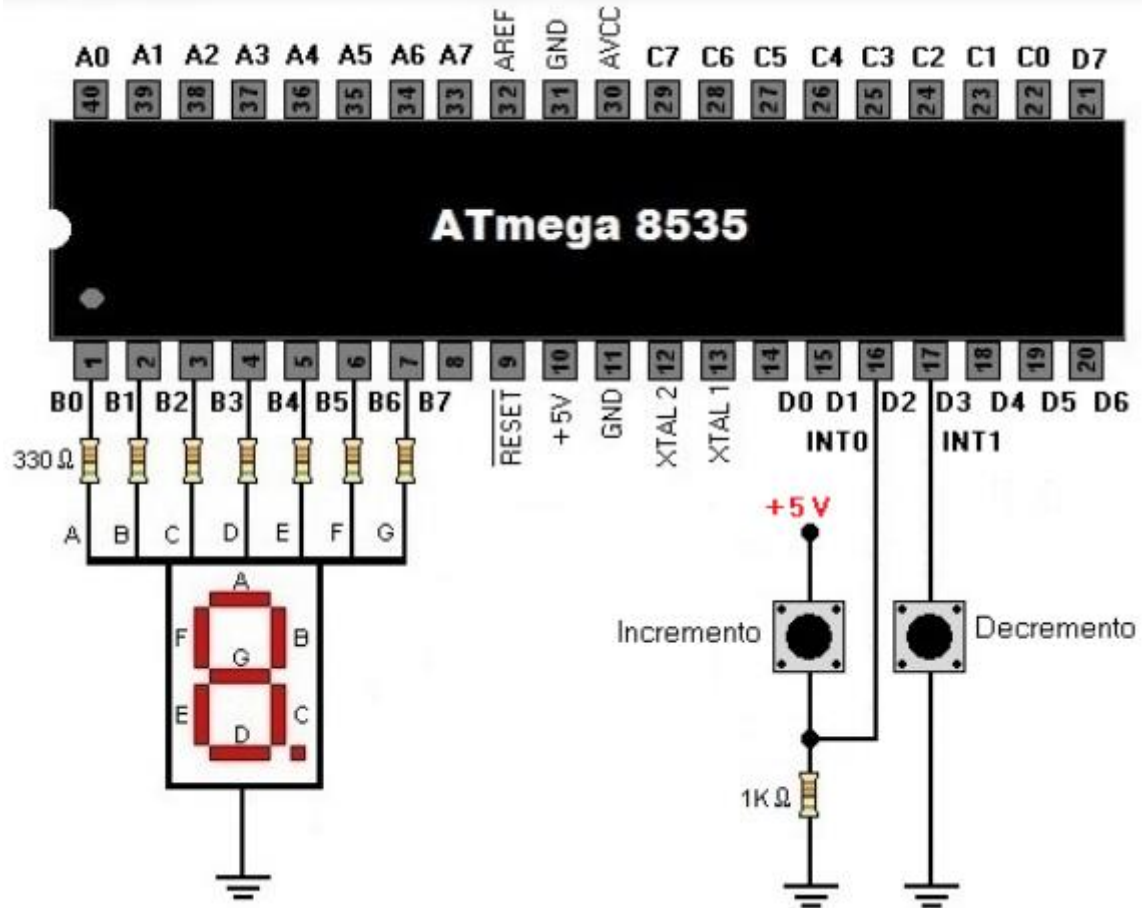 A0 A1 A2 A3 A4 A5 A6 A7 AREF GND AVCC C7 C6 C5 C4 C3 C2 C1 C0 D7
40 39 38 37 36 35 34 33 32 31 30 29 28 27 26 25 24 23 22 21
ATmega 8535
1 2 3 4 5 6 7 8 9 10 11 12 13 14 15 16 17 18 19 20
B0 B1 B2 B3 B4 B5 B6 B7 RESET +5V GND XTAL 2 XTAL 1 D0 D1 D2 D3 D4 D5 D6
INT0 INT1
330 Ω
+5 V
A B C D E F G
A
F B
G
E C
D
Incremento
Decremento
1K Ω